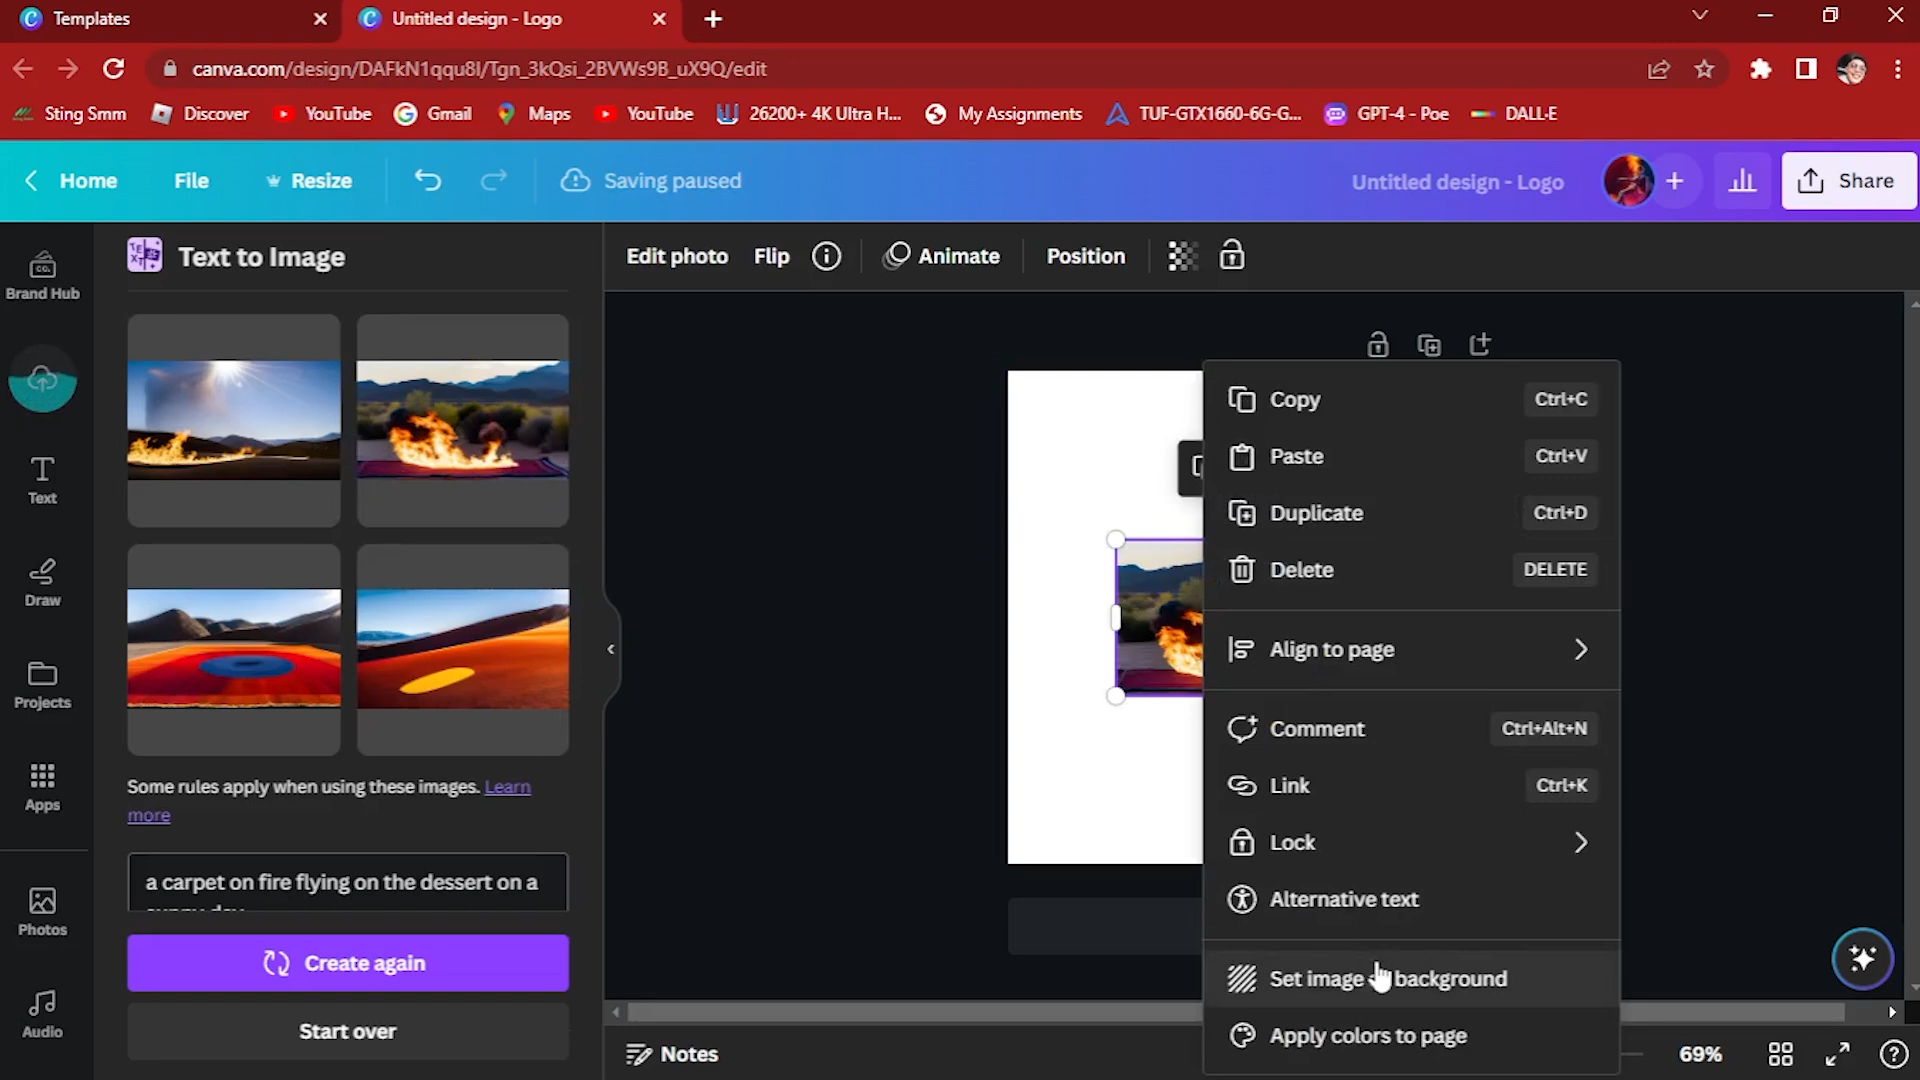 Templates
Untitled design - Logo
canva.com/design/DAFkN1qqu8I/Tgn_3kQsi_2BVWs9B_uX9Q/edit
Sting Smm
Discover
YouTube
Gmail
Maps
YouTube
26200+ 4K Ultra H...
My Assignments
TUF-GTX1660-6G-G...
GPT-4 - Poe
DALL·E
Home
File
Resize
Saving paused
Untitled design - Logo
Share
Brand Hub
Text
Draw
Projects
Apps
Photos
Audio
Text to Image
Some rules apply when using these images. Learn
more
a carpet on fire flying on the dessert on a
Create again
Start over
Edit photo
Flip
Animate
Position
Copy Ctrl+C
Paste Ctrl+V
Duplicate Ctrl+D
Delete DELETE
Align to page
Comment Ctrl+Alt+N
Link Ctrl+K
Lock
Alternative text
Set image background
Apply colors to page
Notes
69%